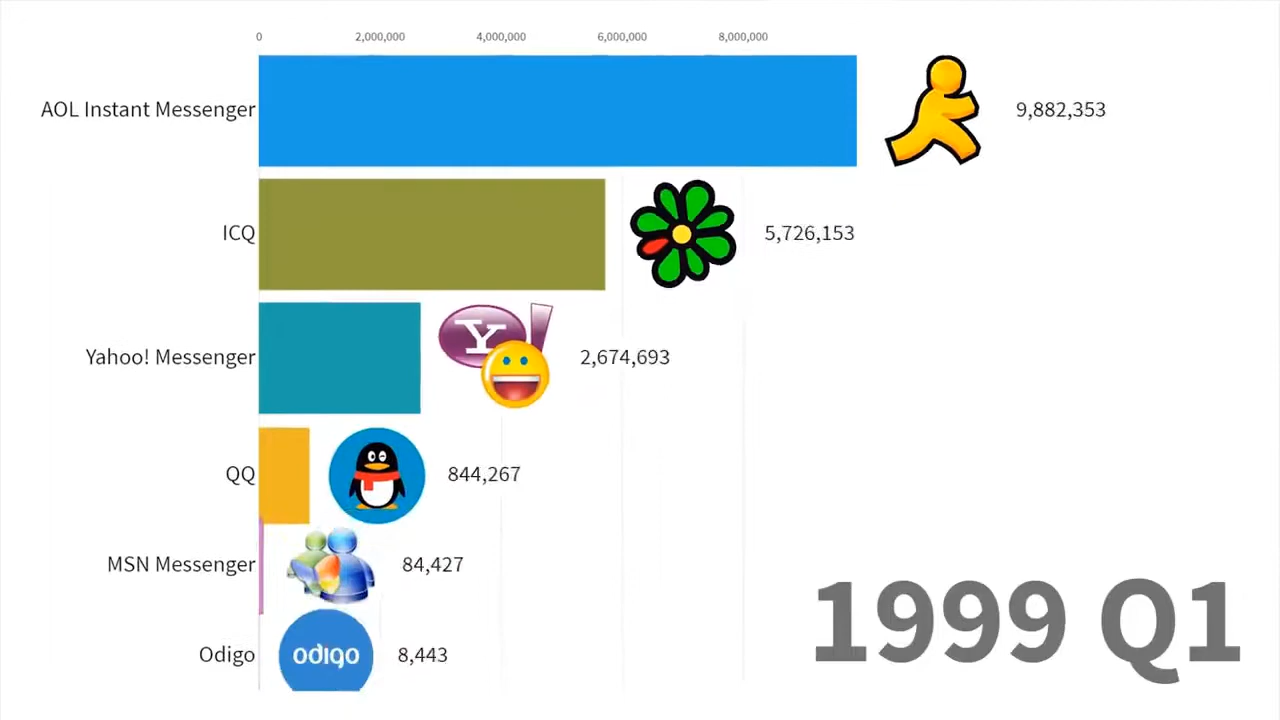 0 2,000,000 4,000,000 6,000,000 8,000,000
AOL Instant Messenger 9,882,353
ICQ 5,726,153
Yahoo! Messenger Y! 2,674,693
QQ 844,267
MSN Messenger 84,427
Odigo odigo 8,443
1999 Q1